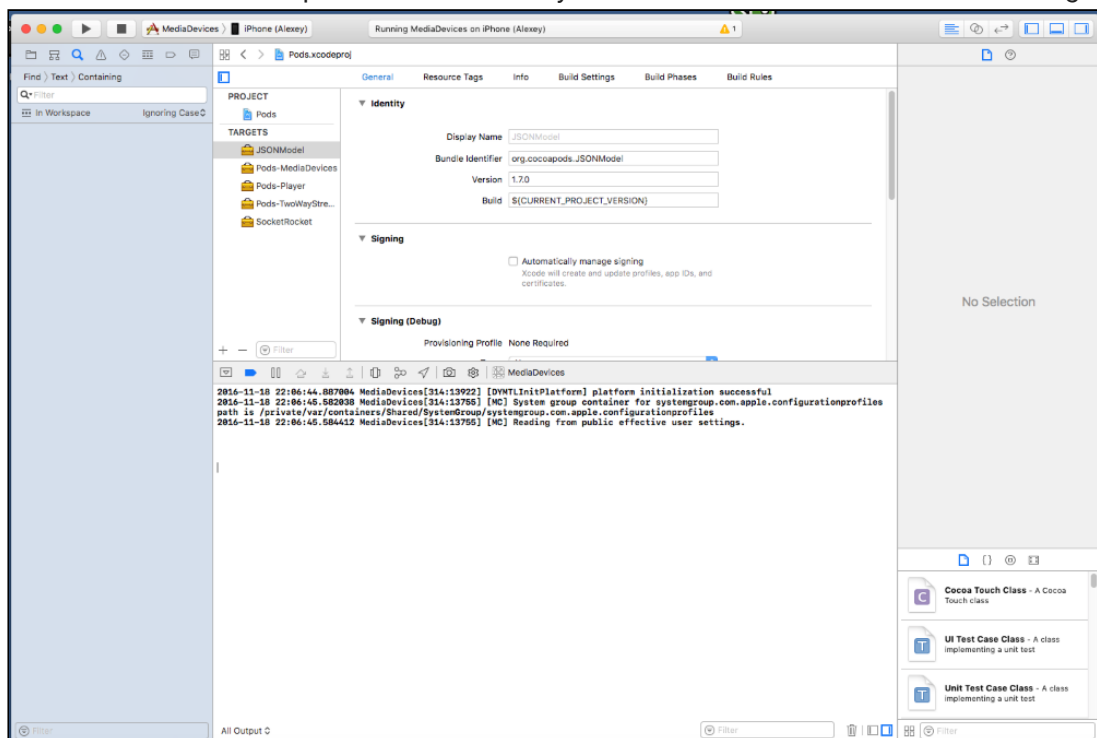 MediaDevices
iPhone (Alexey)
Running MediaDevices on iPhone (Alexey)
1
Pods.xcodeproj
Find
Text
Containing
Filter
In Workspace
Ignoring Case
General
Resource Tags
Info
Build Settings
Build Phases
Build Rules
PROJECT
Pods
TARGETS
JSONModel
Pods-MediaDevices
Pods-Player
Pods-TwoWayStre...
SocketRocket
Filter
Identity
Display Name
JSONModel
Bundle Identifier
org.cocoapods.JSONModel
Version
1.7.0
Build
${CURRENT_PROJECT_VERSION}
Signing
Automatically manage signing
Xcode will create and update profiles, app IDs, and
certificates.
Signing (Debug)
Provisioning Profile
None Required
No Selection
MediaDevices
2016-11-18 22:06:44.887004 MediaDevices[314:13922] [DYMTLInitPlatform] platform initialization successful
2016-11-18 22:06:45.582038 MediaDevices[314:13755] [MC] System group container for systemgroup.com.apple.configurationprofiles
path is /private/var/containers/Shared/SystemGroup/systemgroup.com.apple.configurationprofiles
2016-11-18 22:06:45.584412 MediaDevices[314:13755] [MC] Reading from public effective user settings.
Cocoa Touch Class - A Cocoa
Touch class
UI Test Case Class - A class
implementing a unit test
Unit Test Case Class - A class
implementing a unit test
Filter
All Output
Filter
Filter